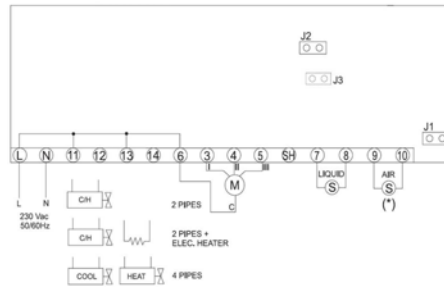 J2
J3
J1
L N 11 12 13 14 6 3 4 5 SH 7 8 9 10
I II III
L N
230 Vac
50/60Hz
C/H
2 PIPES
M
C
LIQUID
S
AIR
S
(*)
C/H
2 PIPES +
ELEC. HEATER
COOL HEAT 4 PIPES